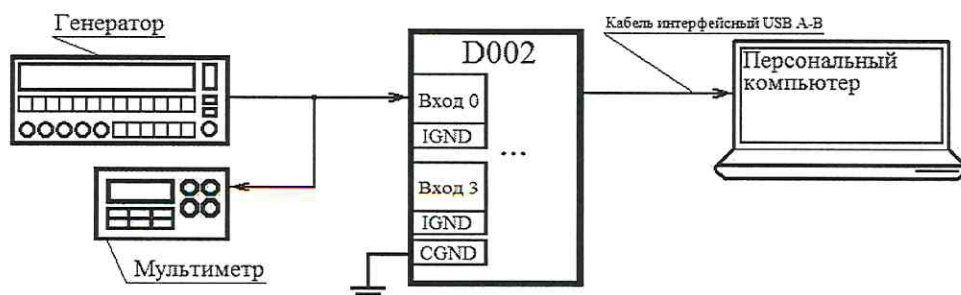 Генератор
Кабель интерфейсный USB A-B
D002
Персональный
компьютер
Вход 0
IGND
...
Вход 3
IGND
CGND
Мультиметр